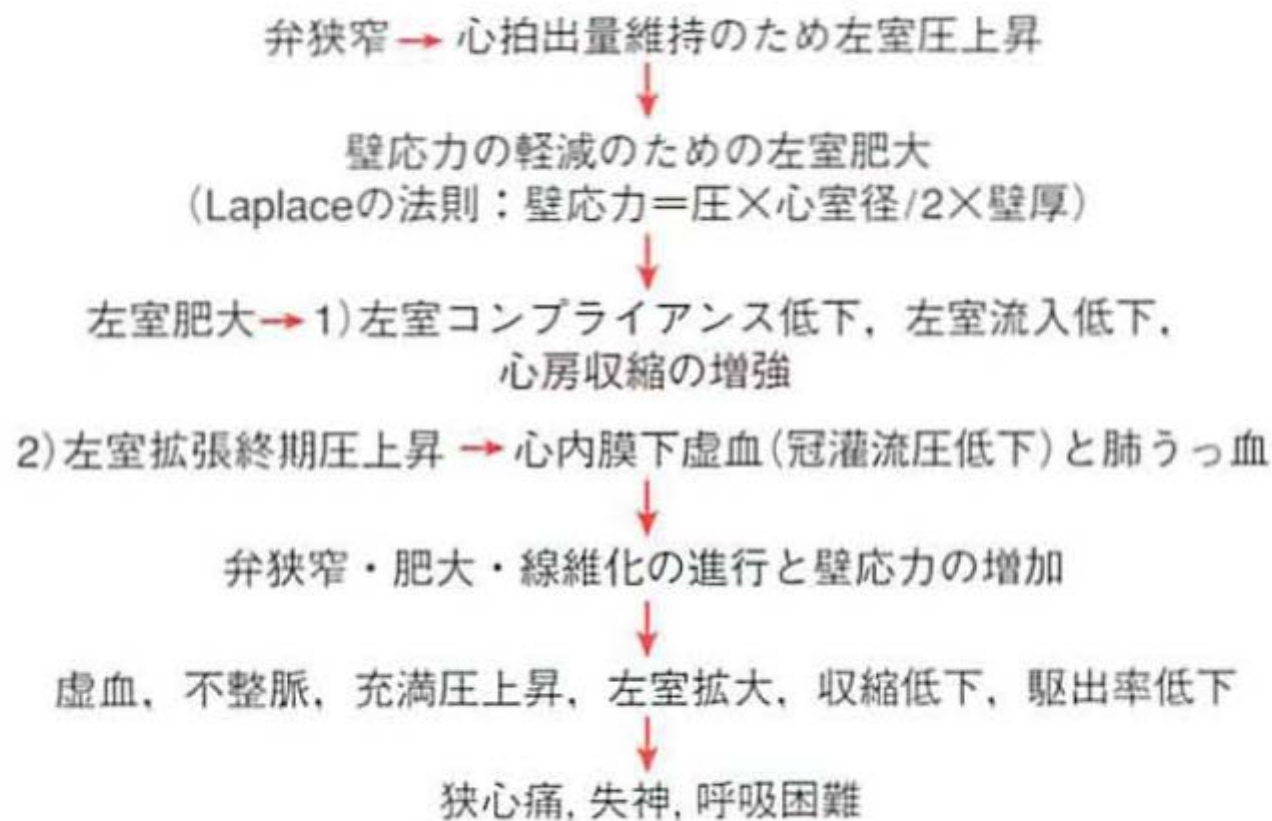 弁狭窄→心拍出量維持のため左室圧上昇
↓
壁応力の軽減のための左室肥大
(Laplaceの法則：壁応力＝圧×心室径/2×壁厚)
↓
左室肥大→1)左室コンプライアンス低下，左室流入低下，
心房収縮の増強
2)左室拡張終期圧上昇→心内膜下虚血(冠灌流圧低下)と肺うっ血
↓
弁狭窄・肥大・線維化の進行と壁応力の増加
↓
虚血，不整脈，充満圧上昇，左室拡大，収縮低下，駆出率低下
↓
狭心痛，失神，呼吸困難